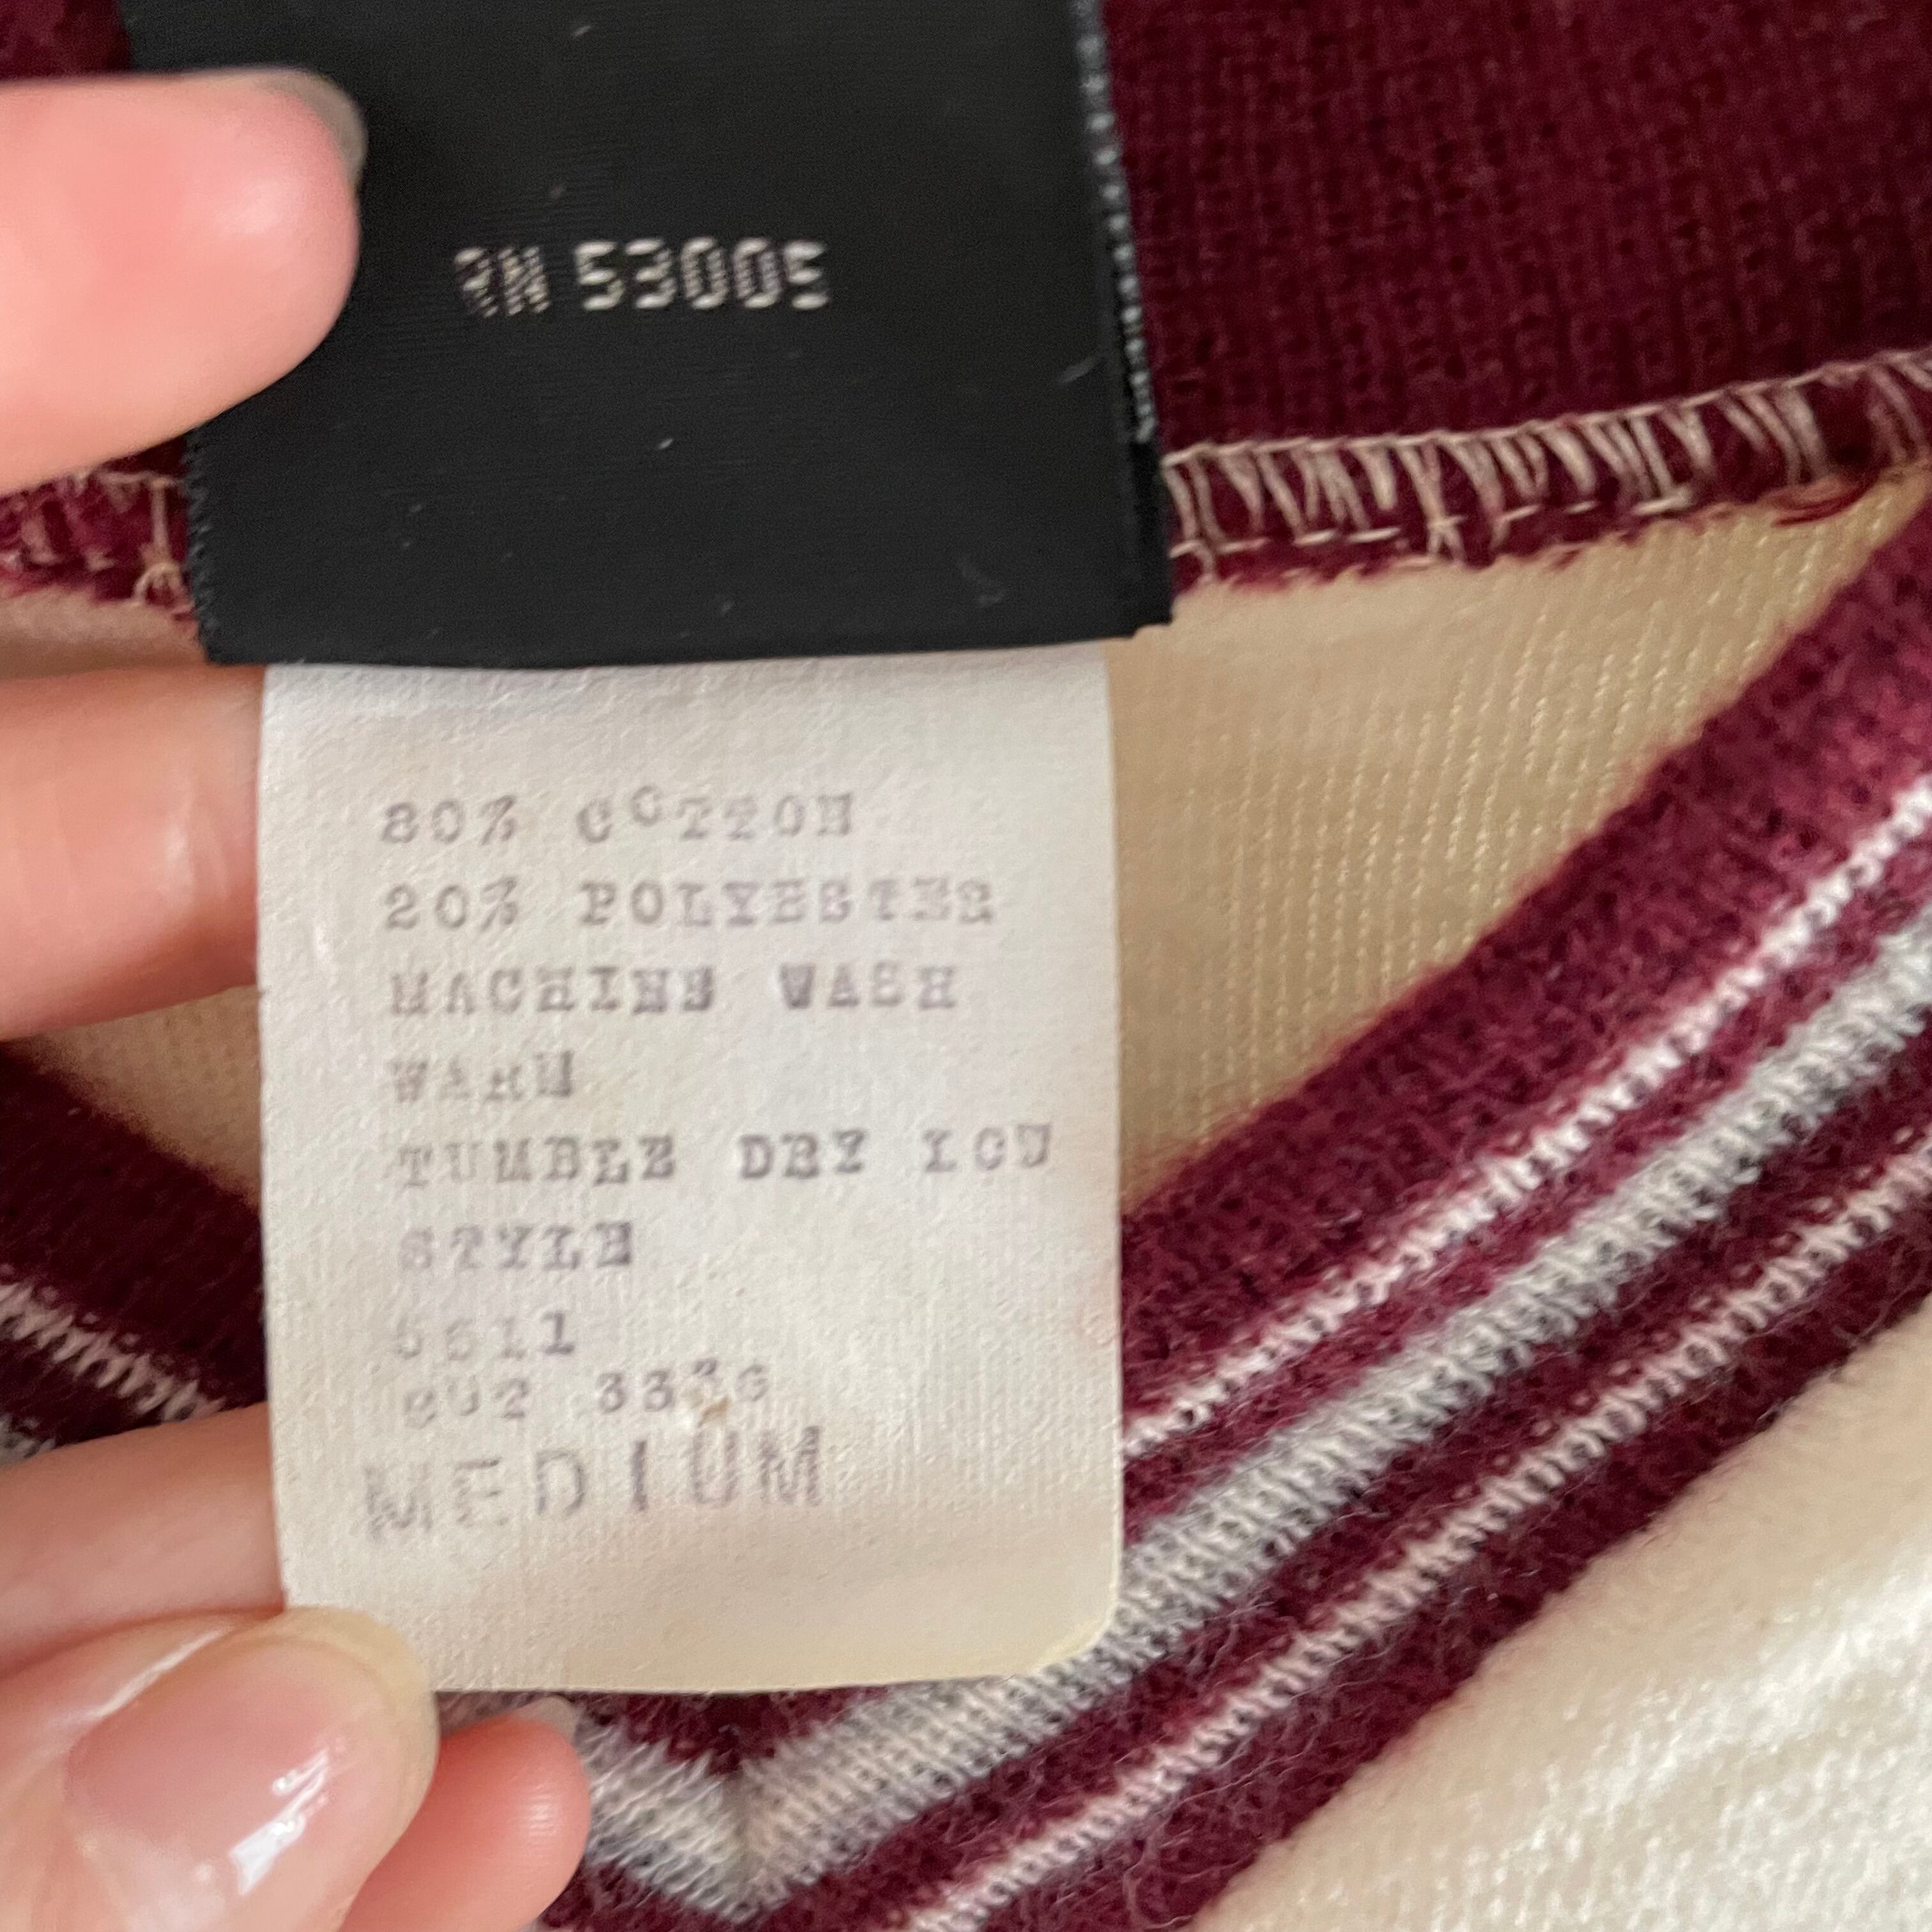 RN 53005
80% COTTON
20% POLYESTER
MACHINE WASH
WARM
TUMBLE DRY LOW
STYLE
MEDIUM